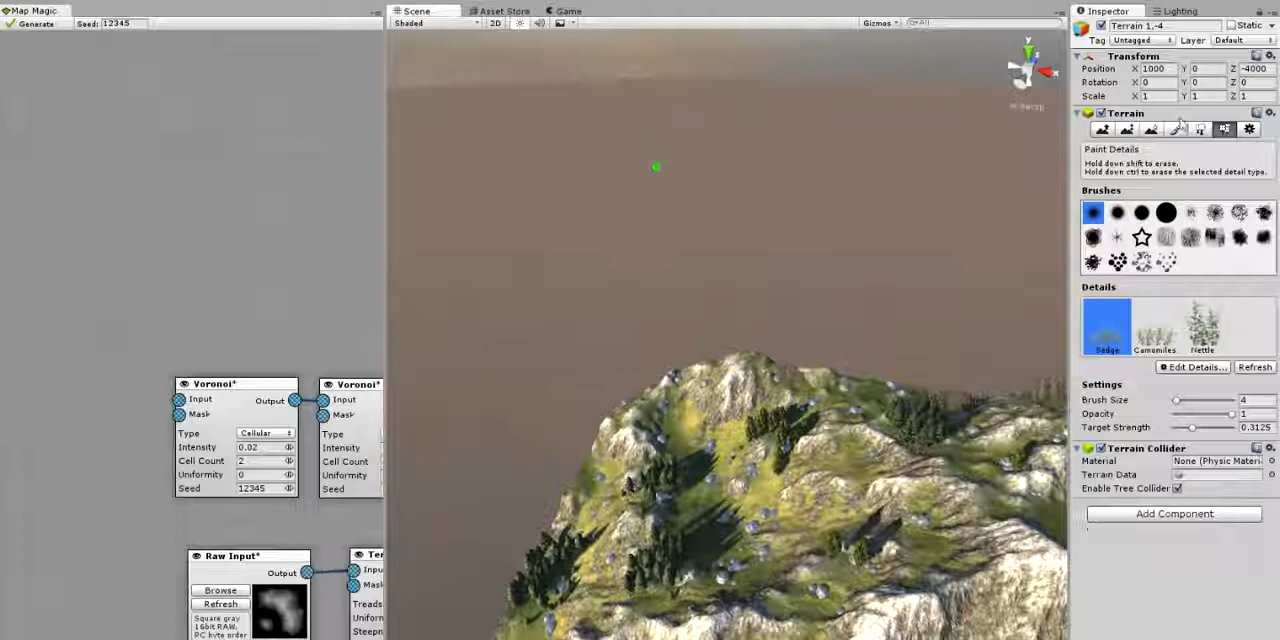 Map Magic
Generate Seed: 12345
Scene Asset Store Game
Shaded 2D Gizmos All
Voronoi*
Input Output
Mask
Type Cellular
Intensity 0.02
Cell Count 2
Uniformity 0
Seed 12345
Voronoi*
Input
Mask
Type
Intensity
Cell Count
Uniformity
Seed
Raw Input*
Output
Browse
Refresh
Square gray
16bit RAW.
PC byte order
Ter
Input
Mask
Treads
Uniform
Steepn
Y
x
Persp
Inspector Lighting
Terrain 1,-4 Static
Tag Untagged Layer Default
Transform
Position X 1000 Y 0 Z -4000
Rotation X 0 Y 0 Z 0
Scale X 1 Y 1 Z 1
Terrain
Paint Details
Hold down shift to erase.
Hold down ctrl to erase the selected detail type.
Brushes
Details
Sedge Camomiles Nettle
Edit Details... Refresh
Settings
Brush Size 4
Opacity 1
Target Strength 0.3125
Terrain Collider
Material None (Physic Materi
Terrain Data
Enable Tree Collider
Add Component